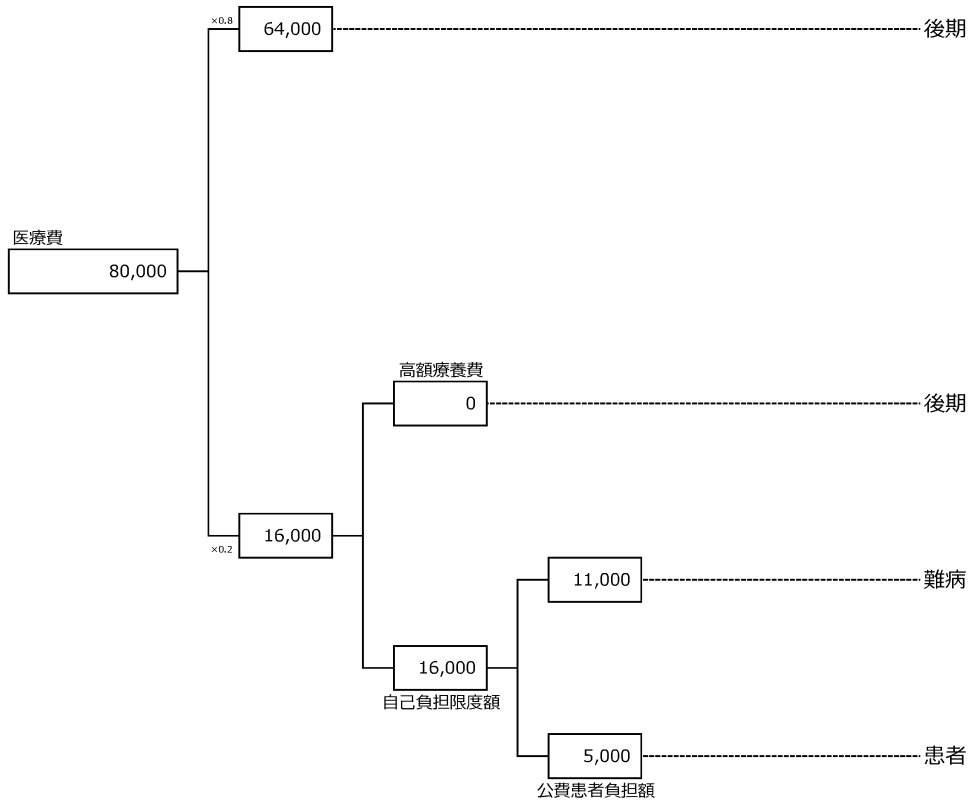 ×0.8
64,000
後期
医療費
80,000
高額療養費
0
後期
16,000
×0.2
11,000
難病
16,000
自己負担限度額
5,000
患者
公費患者負担額